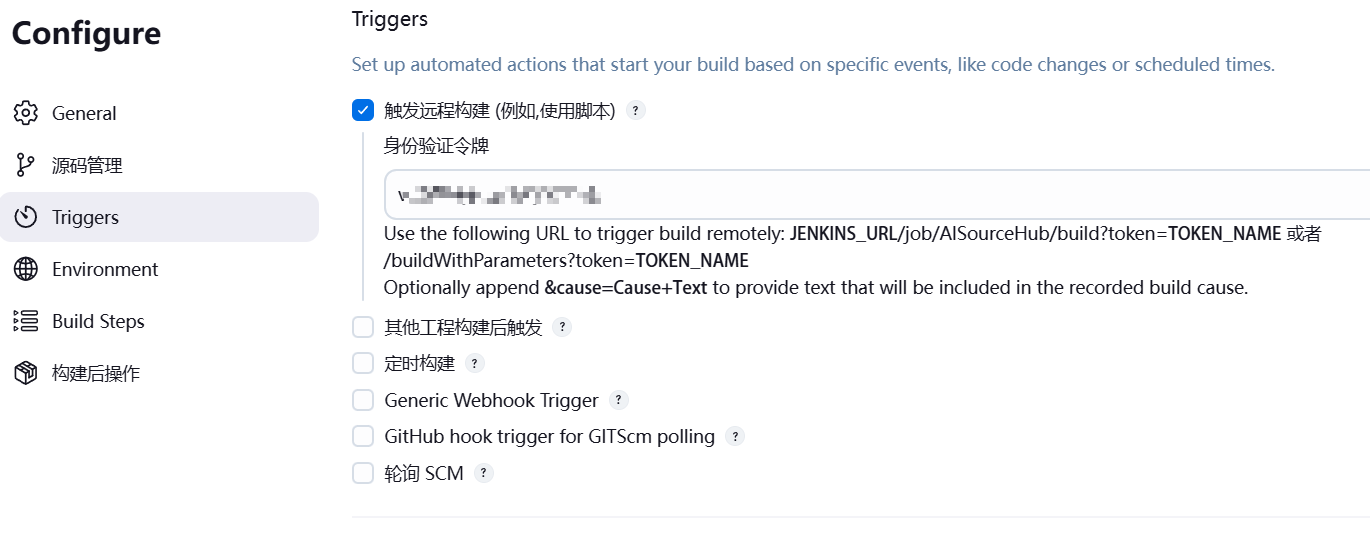 Configure
General
源码管理
Triggers
Environment
Build Steps
构建后操作
Triggers
Set up automated actions that start your build based on specific events, like code changes or scheduled times.
触发远程构建 (例如,使用脚本) ?
身份验证令牌
Use the following URL to trigger build remotely: JENKINS_URL/job/AISourceHub/build?token=TOKEN_NAME 或者
/buildWithParameters?token=TOKEN_NAME
Optionally append &cause=Cause+Text to provide text that will be included in the recorded build cause.
其他工程构建后触发 ?
定时构建 ?
Generic Webhook Trigger ?
GitHub hook trigger for GITScm polling ?
轮询 SCM ?